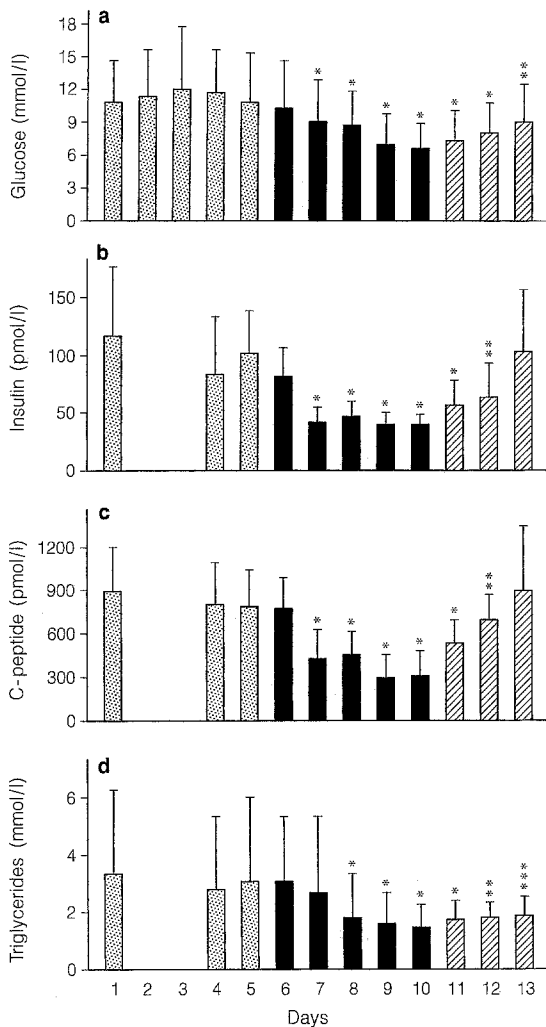 a
Glucose (mmol/l)
18
15
12
9
6
3
0
* * * * * * **
b
Insutin (pmol/l)
150
100
50
0
* * * * * **
c
C-peptide (pmol/l)
1200
900
600
300
0
* * * * * **
d
Triglycerides (mmol/l)
6
4
2
0
* * * * ** ***
1 2 3 4 5 6 7 8 9 10 11 12 13
Days